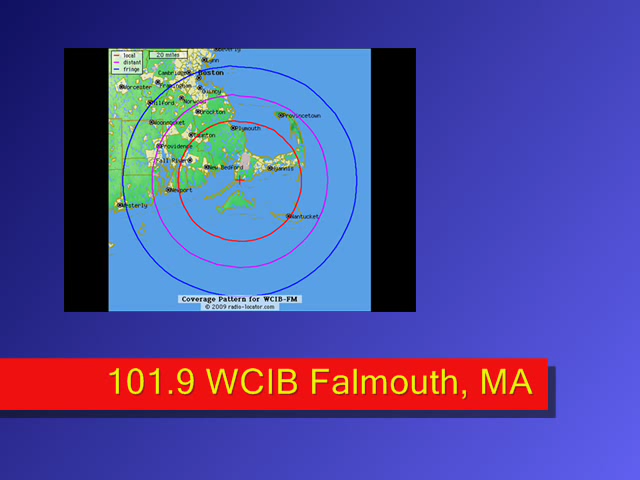 Beverly
local
20 miles
distant
Lynn
fringe
Cambridge
Boston
Worcester
Framingham
Quincy
Milford
Norwood
Brockton
Provincetown
Woonsocket
Plymouth
Taunton
Providence
Fall River
New Bedford
Hyannis
Newport
Westerly
Nantucket
Coverage Pattern for WCIB-FM
© 2009 radio-locator.com
101.9 WCIB Falmouth, MA